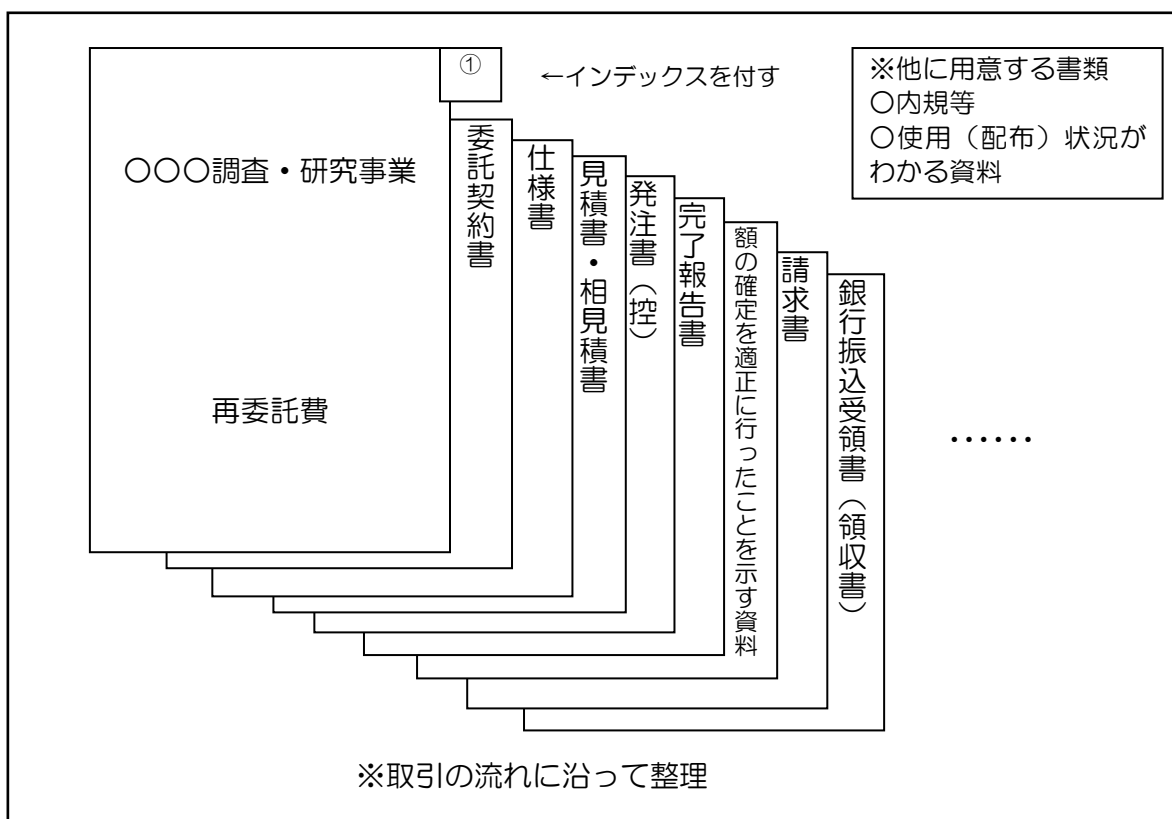 ①
←インデックスを付す
※他に用意する書類
〇内規等
〇使用（配布）状況が
わかる資料
〇〇〇調査・研究事業
再委託費
委託契約書
仕様書
見積書・相見積書
発注書（控）
完了報告書
額の確定を適正に行ったことを示す資料
請求書
銀行振込受領書（領収書）
……
※取引の流れに沿って整理